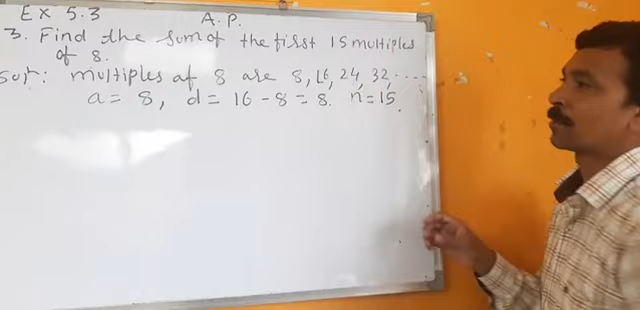 Ex 5.3 A.P.
3. Find the sum of the first 15 multiples
of 8.
Sol: multiples of 8 are 8, 16, 24, 32, ....
a = 8, d = 16 - 8 = 8. n = 15.